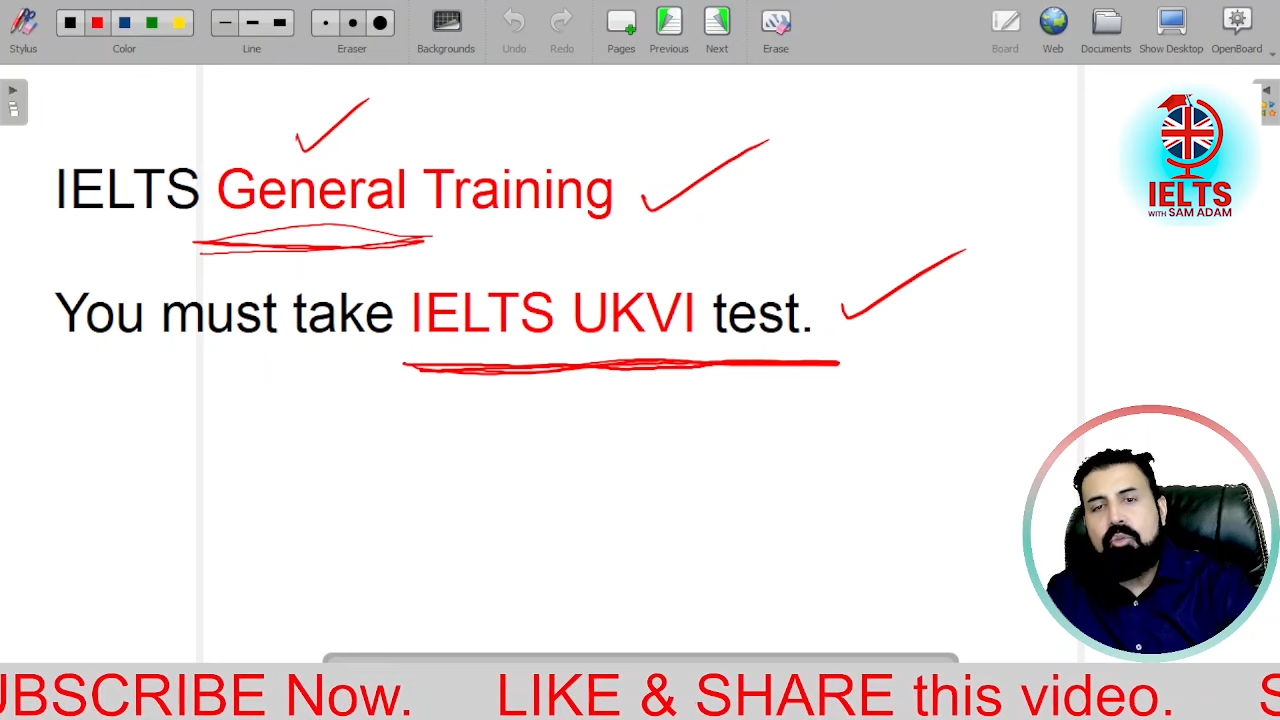 Stylus Color Line Eraser Backgrounds Undo Redo Pages Previous Next Erase Board Web Documents Show Desktop OpenBoard
IELTS General Training
IELTS
WITH SAM ADAM
You must take IELTS UKVI test.
UBSCRIBE Now. LIKE & SHARE this video. S